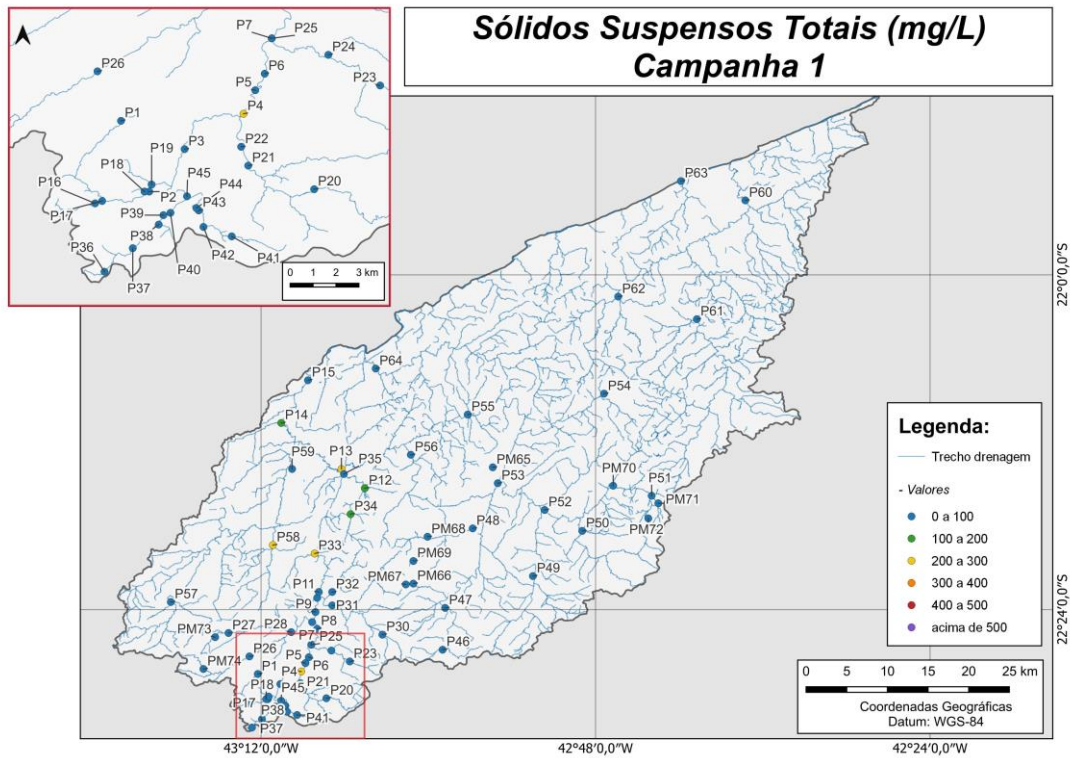 Sólidos Suspensos Totais (mg/L)
Campanha 1
P7
P25
P24
P26
P6
P23
P5
P4
P1
P22
P19
P3
P21
P18
P45
P44
P16
P2
P20
P43
P17
P39
P38
P36
P42
P41
P40
P37
0 1 2 3 km
P63
P60
22°0'0,0"S
P62
P61
P64
P15
P54
P55
P14
P56
P59
P13
P35
PM65
P53
P12
PM70
P51
PM71
P34
P52
PM72
P50
P48
PM68
P58
P33
PM69
P49
PM67
PM66
P11
P32
P57
P9
P31
P47
22°24'0,0"S
P8
P27
P28
PM73
P7
P25
P30
P46
P26
P5
P23
PM74
P1
P4
P6
P21
P18
P45
P20
P17
P38
P41
P37
Legenda:
Trecho drenagem
- Valores
0 a 100
100 a 200
200 a 300
300 a 400
400 a 500
acima de 500
0 5 10 15 20 25 km
Coordenadas Geográficas
Datum: WGS-84
43°12'0,0"W
42°48'0,0"W
42°24'0,0"W